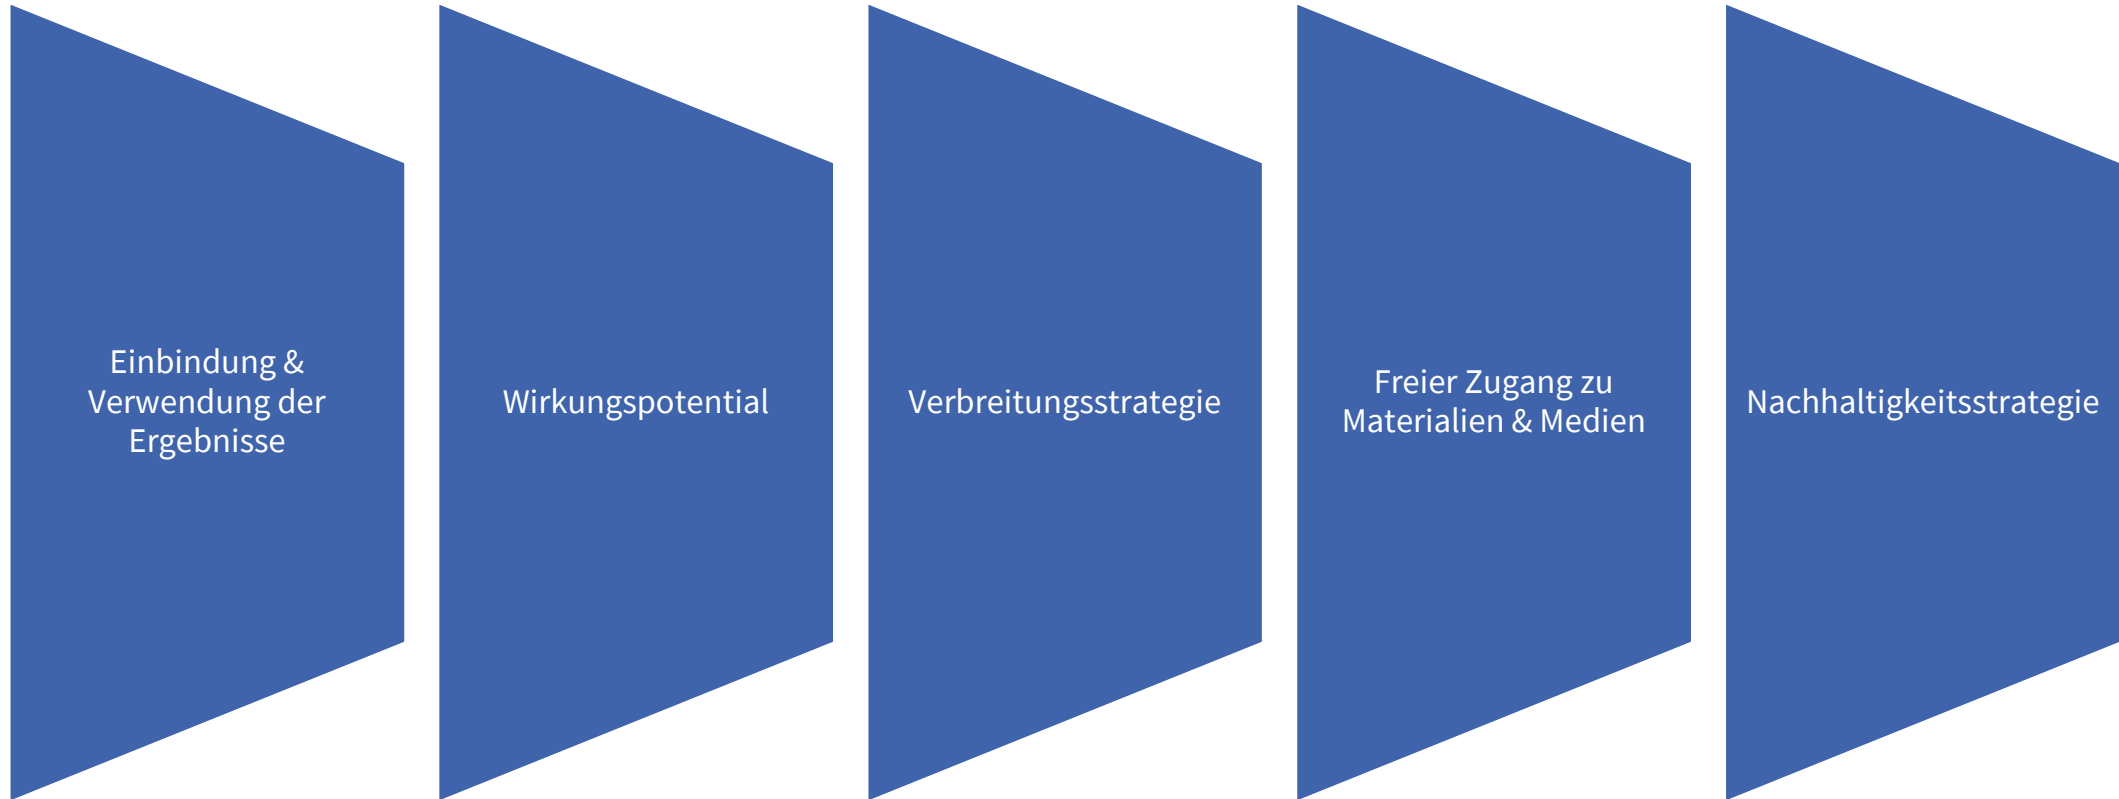 Einbindung &
Verwendung der
Ergebnisse
Wirkungspotential
Verbreitungsstrategie
Freier Zugang zu
Materialien & Medien
Nachhaltigkeitsstrategie